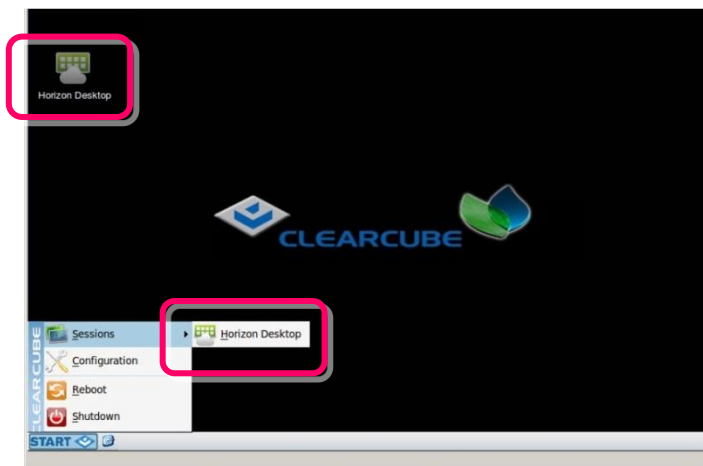 Horizon Desktop
CLEARCUBE
Sessions
Horizon Desktop
Configuration
Reboot
Shutdown
CLEARCUBE
START